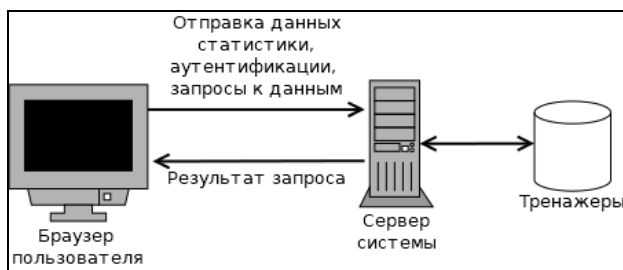 Отправка данных
статистики,
аутентификации,
запросы к данным
Результат запроса
Браузер
пользователя
Сервер
системы
Тренажеры